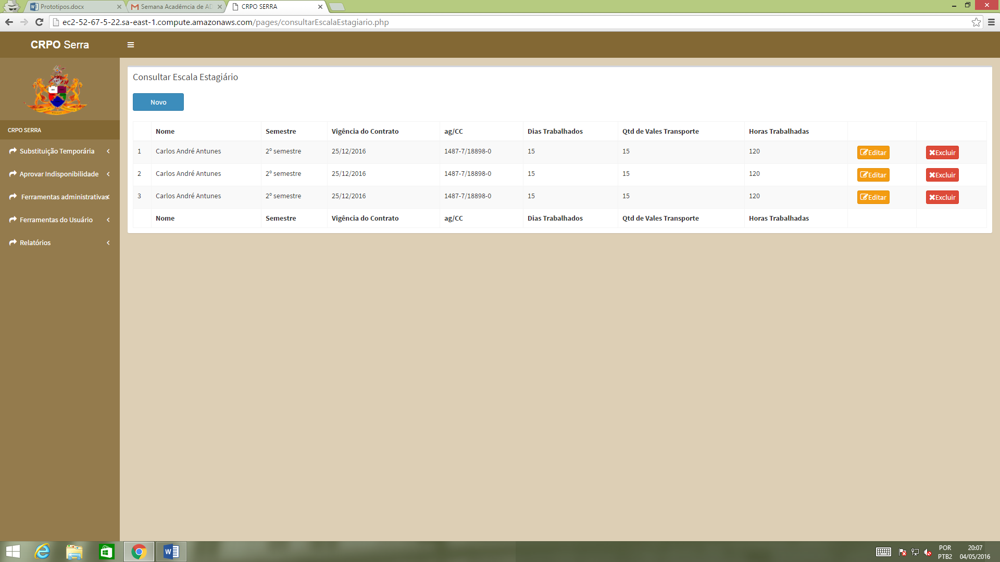 Prototipos.docx
Semana Acadêmcia de AD
CRPO SERRA
ec2-52-67-5-22.sa-east-1.compute.amazonaws.com/pages/consultarEscalaEstagiario.php
CRPO Serra
CRPO SERRA
Substituição Temporária
Aprovar Indisponibilidade
Ferramentas administrativas
Ferramentas do Usuário
Relatórios
Consultar Escala Estagiário
Novo
Nome Semestre Vigência do Contrato ag/CC Dias Trabalhados Qtd de Vales Transporte Horas Trabalhadas
1 Carlos André Antunes 2º semestre 25/12/2016 1487-7/18898-0 15 15 120 Editar Excluir
2 Carlos André Antunes 2º semestre 25/12/2016 1487-7/18898-0 15 15 120 Editar Excluir
3 Carlos André Antunes 2º semestre 25/12/2016 1487-7/18898-0 15 15 120 Editar Excluir
Nome Semestre Vigência do Contrato ag/CC Dias Trabalhados Qtd de Vales Transporte Horas Trabalhadas
POR 20:07
PTB2 04/05/2016